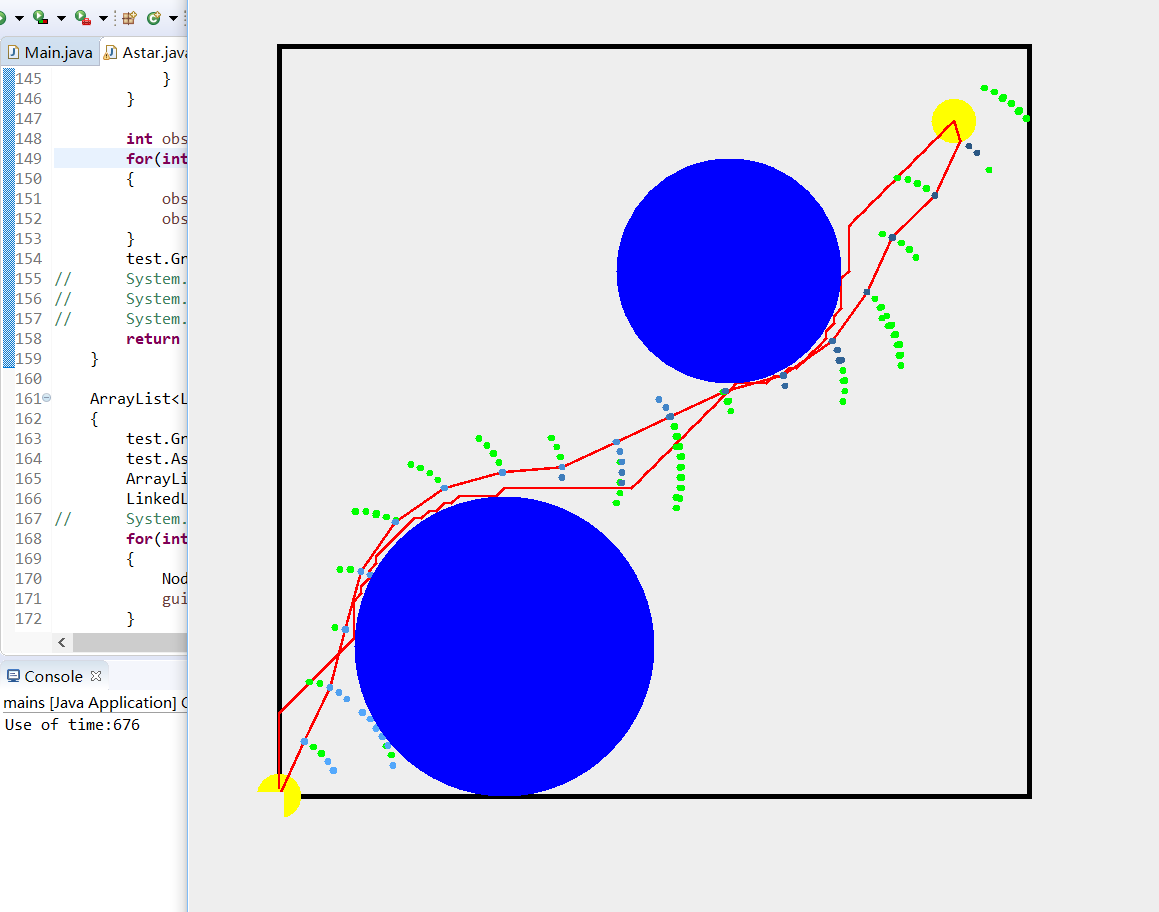 Main.java Astar.java
145 }
146 }
147
148 int obs
149 for(int
150 {
151 obs
152 obs
153 }
154 test.Gr
155 // System.
156 // System.
157 // System.
158 return
159 }
160
161 ArrayList<L
162 {
163 test.Gr
164 test.As
165 ArrayLi
166 LinkedL
167 // System.
168 for(int
169 {
170 Nod
171 gui
172 }
Console
mains [Java Application] C
Use of time:676